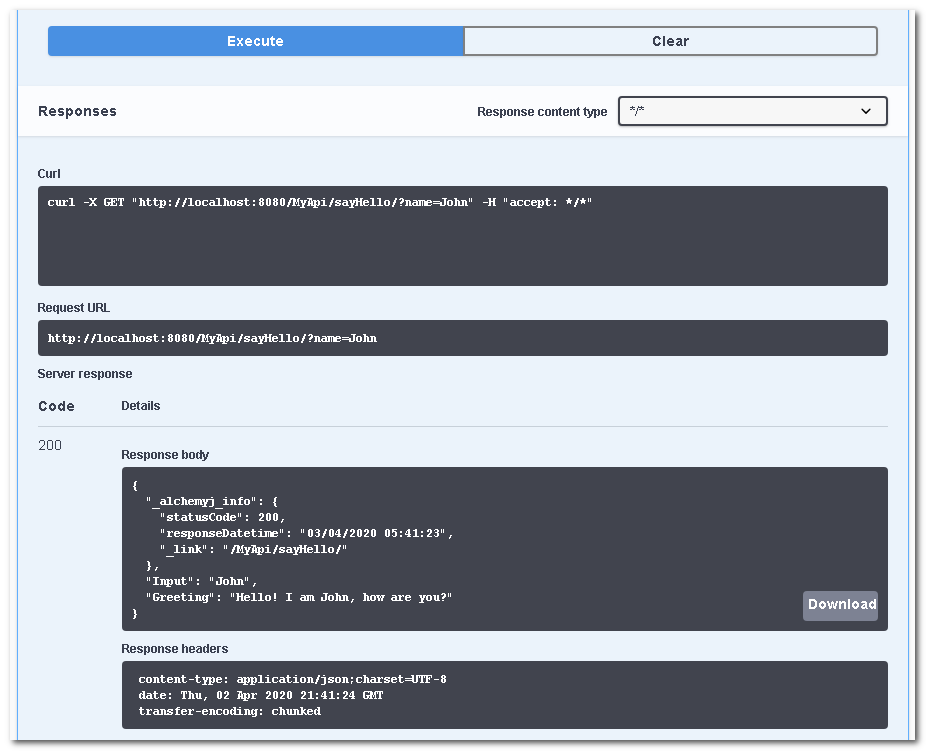 Execute Clear
Responses Response content type */*
Curl
curl -X GET "http://localhost:8080/MyApi/sayHello/?name=John" -H "accept: */*"
Request URL
http://localhost:8080/MyApi/sayHello/?name=John
Server response
Code Details
200
Response body
{
  "_alchemyj_info": {
    "statusCode": 200,
    "responseDatetime": "03/04/2020 05:41:23",
    "_link": "/MyApi/sayHello/"
  },
  "Input": "John",
  "Greeting": "Hello! I am John, how are you?"
}
Download
Response headers
content-type: application/json;charset=UTF-8
date: Thu, 02 Apr 2020 21:41:24 GMT
transfer-encoding: chunked